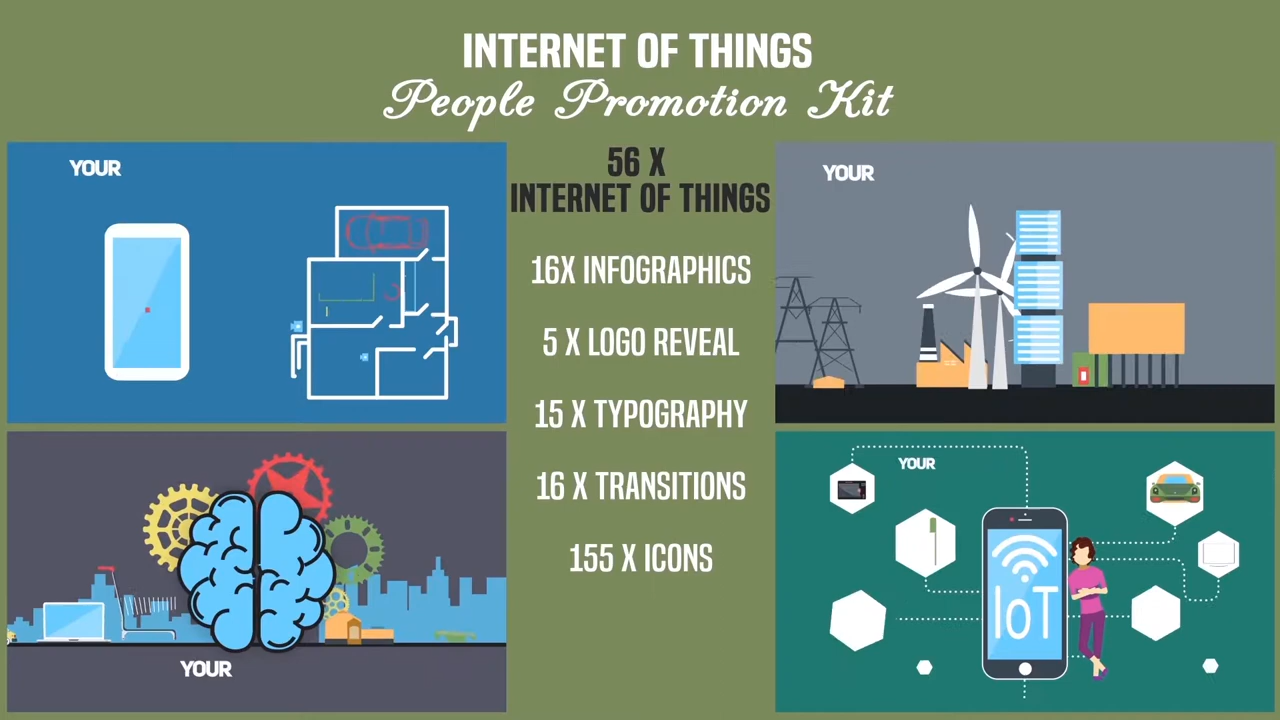 INTERNET OF THINGS
People Promotion Kit
YOUR
56 X
INTERNET OF THINGS
16X INFOGRAPHICS
5 X LOGO REVEAL
15 X TYPOGRAPHY
16 X TRANSITIONS
155 X ICONS
YOUR
YOUR
YOUR
IoT